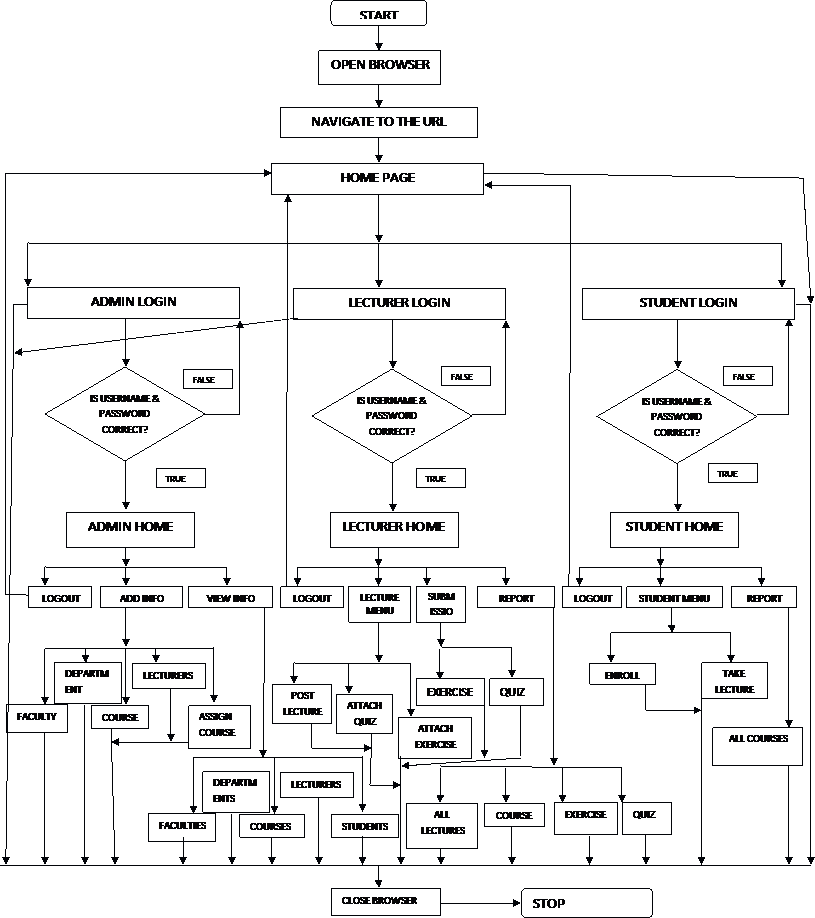 START
OPEN BROWSER
NAVIGATE TO THE URL
HOME PAGE
ADMIN LOGIN
LECTURER LOGIN
STUDENT LOGIN
FALSE
FALSE
FALSE
IS USERNAME &
PASSWORD
CORRECT?
IS USERNAME &
PASSWORD
CORRECT?
IS USERNAME &
PASSWORD
CORRECT?
TRUE
TRUE
TRUE
ADMIN HOME
LECTURER HOME
STUDENT HOME
LOGOUT
ADD INFO
VIEW INFO
LOGOUT
LECTURE
MENU
SUBM
ISSIO
REPORT
LOGOUT
STUDENT MENU
REPORT
DEPARTM
ENT
LECTURERS
FACULTY
COURSE
ASSIGN
COURSE
POST
LECTURE
ATTACH
QUIZ
ATTACH
EXERCISE
EXERCISE
QUIZ
ENROLL
TAKE
LECTURE
ALL COURSES
DEPARTM
ENTS
LECTURERS
FACULTIES
COURSES
STUDENTS
ALL
LECTURES
COURSE
EXERCISE
QUIZ
CLOSE BROWSER
STOP